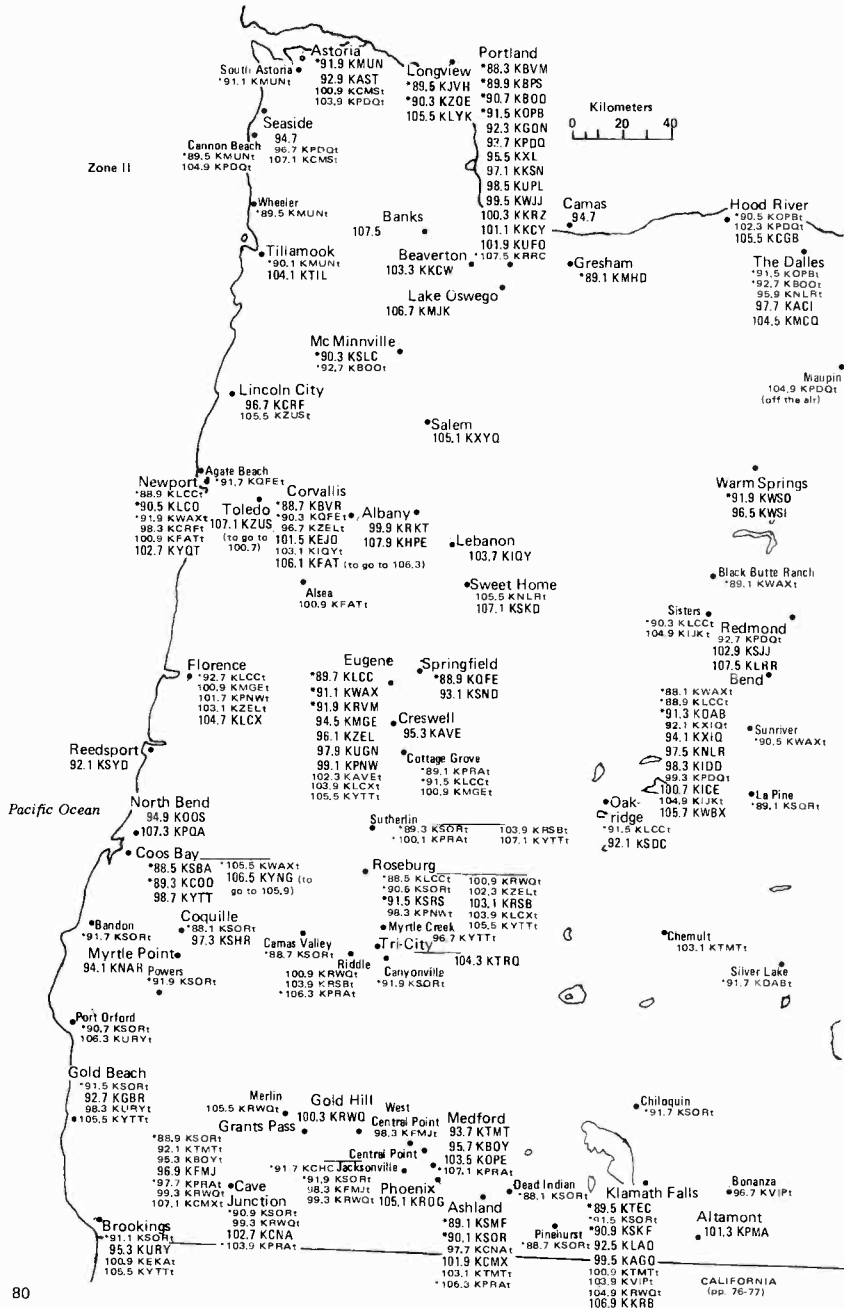 Astoria
*91.9 KMUN
92.9 KAST
100.9 KCMSt
103.9 KPDQt
South Astoria
*91.1 KMUNt
Longview
*89.5 KJVH
*90.3 KZOE
105.5 KLYK
Portland
*88.3 KBVM
*89.9 KBPS
*90.7 KBOO
*91.5 KOPB
92.3 KGON
92.7 KPDQ
95.5 KXL
97.1 KKSN
98.5 KUPL
99.5 KWJJ
100.3 KKRZ
101.1 KKCY
101.9 KUFO
*107.5 KRRC
Kilometers
0 20 40
Seaside
94.7
96.7 KPDQt
107.1 KCMSt
Cannon Beach
*89.5 KMUNt
104.9 KPDQt
Zone II
Wheeler
*89.5 KMUNt
Banks
107.5
Camas
94.7
Hood River
*90.5 KOPBt
102.3 KPDQt
105.5 KCGB
Tillamook
*90.1 KMUNt
104.1 KTIL
Beaverton
103.3 KKCW
Gresham
*89.1 KMHD
The Dalles
*91.5 KOPBt
*92.7 KBOOt
95.9 KNLRt
97.7 KACI
104.5 KMCQ
Lake Oswego
106.7 KMJK
Mc Minnville
*90.3 KSLC
*92.7 KBOOt
Maupin
104.9 KPDQt
(off the air)
Lincoln City
96.7 KCRF
105.5 KZUSt
Salem
105.1 KXYQ
Agate Beach
*91.7 KQFEt
Newport
*88.9 KLCCt
*90.5 KLCO
*91.9 KWAXt
98.3 KCRFt
100.9 KFATt
102.7 KYQT
Toledo
107.1 KZUS
(to go to
100.7)
Corvallis
*88.7 KBVR
*90.3 KQFEt
96.7 KZELt
101.5 KEJO
103.1 KIQYt
106.1 KFAT (to go to 106.3)
Albany
99.9 KRKT
107.9 KHPE
Lebanon
103.7 KIQY
Warm Springs
*91.9 KWSO
96.5 KWSI
Alsea
100.9 KFATt
Sweet Home
105.5 KNLRt
107.1 KSKD
Black Butte Ranch
*89.1 KWAXt
Sisters
*90.3 KLCCt
104.9 KIJKt
Redmond
92.7 KPDQt
102.9 KSJJ
107.5 KLRR
Florence
*92.7 KLCCt
100.9 KMGEt
101.7 KPNWt
103.1 KZELt
104.7 KLCX
Eugene
*89.7 KLCC
*91.1 KWAX
*91.9 KRVM
94.5 KMGE
96.1 KZEL
97.9 KUGN
99.1 KPNW
102.3 KAVEt
103.9 KLCXt
105.5 KYTTt
Springfield
*88.9 KQFE
93.1 KSND
Creswell
95.3 KAVE
Cottage Grove
*89.1 KPRAt
*91.5 KLCCt
100.9 KMGEt
Bend
*88.1 KWAXt
*88.9 KLCCt
*91.3 KOAB
92.1 KXIQt
94.1 KXIQ
97.5 KNLR
98.3 KIDD
99.3 KPDQt
100.7 KICE
104.9 KIJKt
105.7 KWBX
Sunriver
*90.5 KWAXt
La Pine
*89.1 KSQRt
Reedsport
92.1 KSYD
Pacific Ocean
North Bend
94.9 KOOS
107.3 KPQA
Oak-
ridge
*91.5 KLCCt
92.1 KSDC
Sutherlin
*89.3 KSORt
*100.1 KPRAt
103.9 KRSBt
107.1 KYTTt
Coos Bay
*88.5 KSBA
*89.3 KCOO
98.7 KYTT
*105.5 KWAXt
106.5 KYNG (to
go to 105.9)
Roseburg
*88.5 KLCCt
*90.5 KSORt
*91.5 KSRS
98.3 KPNWt
100.9 KRWQt
102.3 KZELt
103.1 KRSB
103.9 KLCXt
105.5 KYTTt
Bandon
*91.7 KSORt
Coquille
*88.1 KSORt
97.3 KSHR
Myrtle Creek
96.7 KYTTt
Camas Valley
*88.7 KSORt
Tri-City
104.3 KTRQ
Chemult
103.1 KTMTt
Myrtle Point
94.1 KNAR
Powers
*91.9 KSORt
Riddle
100.9 KRWQt
103.9 KRSBt
*106.3 KPRAt
Canyonville
*91.9 KSORt
Silver Lake
*91.7 KOABt
Port Orford
*90.7 KSORt
106.3 KURYt
Gold Beach
*91.5 KSORt
92.7 KGBR
98.3 KURYt
105.5 KYTTt
Merlin
105.5 KRWQt
Gold Hill
100.3 KRWQ
West
Central Point
98.3 KFMJt
Medford
93.7 KTMT
95.7 KBOY
103.5 KOPE
*107.1 KPRAt
Chiloquin
*91.7 KSORt
Grants Pass
*88.9 KSORt
92.1 KTMTt
95.3 KBOYt
96.9 KFMJ
*97.7 KPRAt
99.3 KRWQt
107.1 KCMXt
Central Point
*91.7 KCHC
Jacksonville
*91.9 KSORt
98.3 KFMJt
99.3 KRWQt
Phoenix
105.1 KROG
Cave
Junction
*90.9 KSORt
99.3 KRWQt
102.7 KCNA
*103.9 KPRAt
Ashland
*89.1 KSMF
*90.1 KSOR
97.7 KCNAt
101.9 KCMX
103.1 KTMTt
*106.3 KPRAt
Dead Indian
*88.1 KSORt
Pinehurst
*88.7 KSORt
Klamath Falls
*89.5 KTEC
*91.5 KSORt
*90.9 KSKF
92.5 KLAD
99.5 KAGO
100.9 KTMTt
103.9 KVIPt
104.9 KRWQt
106.9 KKRB
Bonanza
96.7 KVIPt
Altamont
101.3 KPMA
Brookings
*91.1 KSORt
95.3 KURY
100.9 KEKAt
105.5 KYTTt
CALIFORNIA
(pp. 76-77)
80